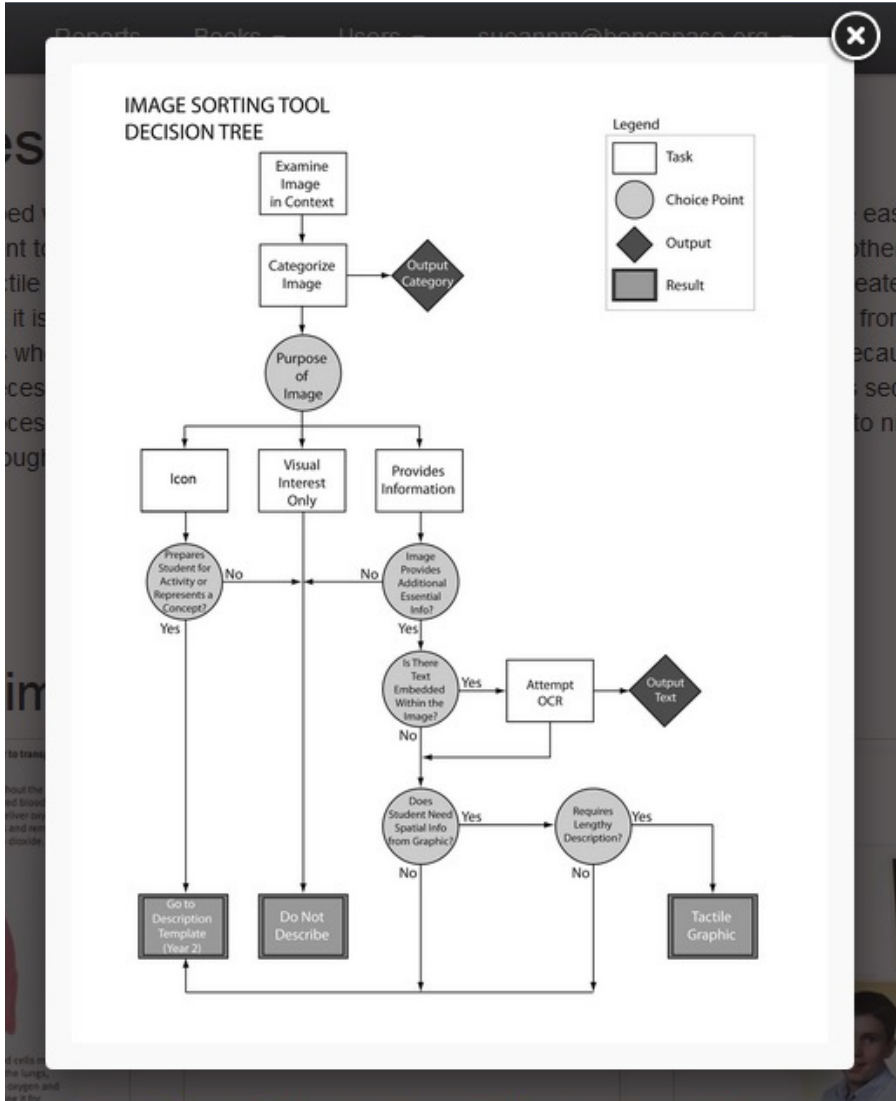 Reports Books Users
IMAGE SORTING TOOL
DECISION TREE
Legend
Task
Choice Point
Output
Result
Examine
Image
in Context
Categorize
Image
Output
Category
Purpose
of
Image
Icon
Visual
Interest
Only
Provides
Information
Prepares
Student for
Activity or
Represents a
Concept?
No
Yes
No
Image
Provides
Additional
Essential
Info?
Yes
Is There
Text
Embedded
Within the
Image?
Yes
No
Attempt
OCR
Output
Text
Does
Student Need
Spatial Info
from Graphic?
Yes
No
Requires
Lengthy
Description?
Yes
No
Go to
Description
Template
(Year 2)
Do Not
Describe
Tactile
Graphic